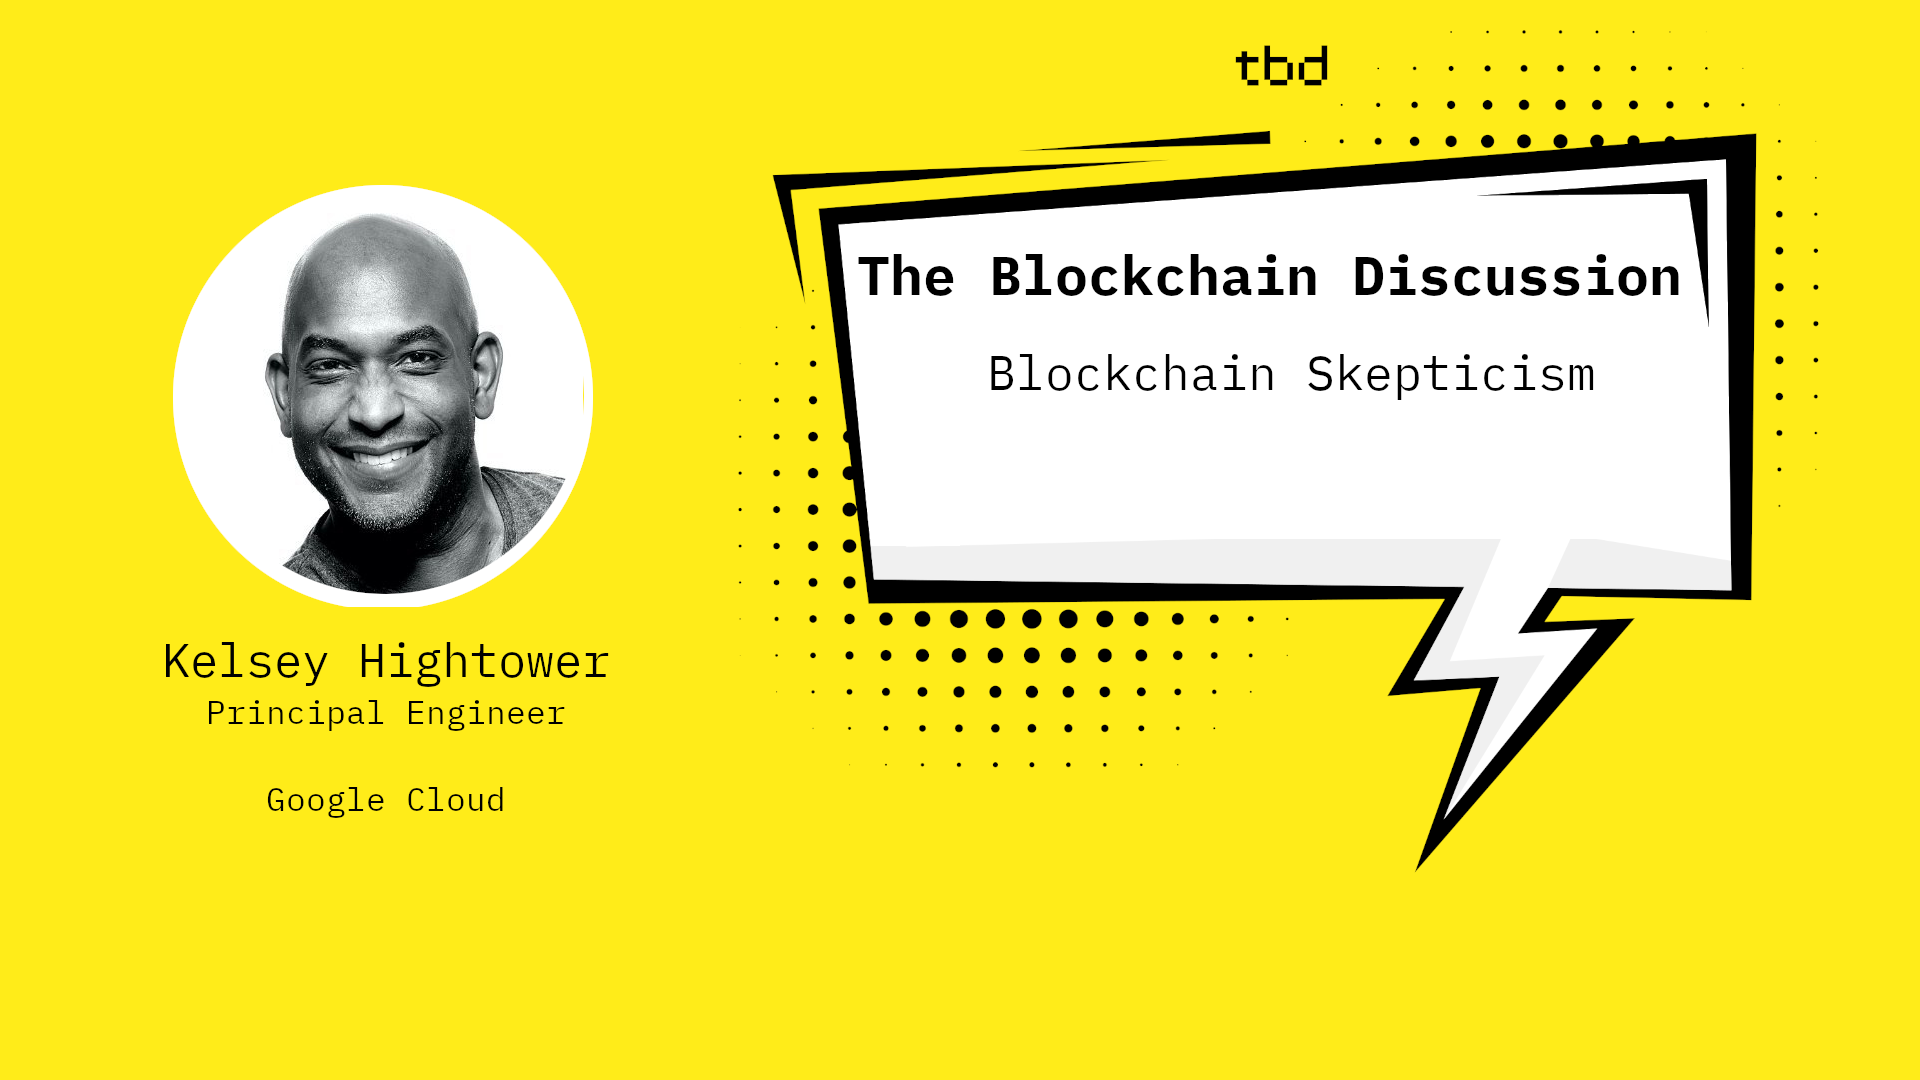 tbd
The Blockchain Discussion
Blockchain Skepticism
Kelsey Hightower
Principal Engineer
Google Cloud